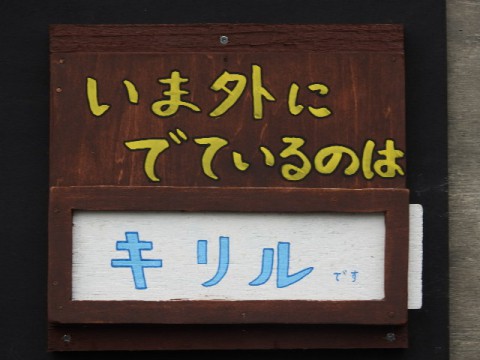 いま外に
でているのは
キリルです